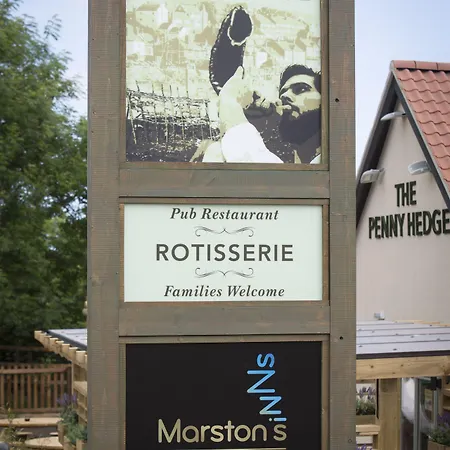 Pub Restaurant
ROTISSERIE
Families Welcome
Marston's
iNNs
THE
PENNY HEDGE